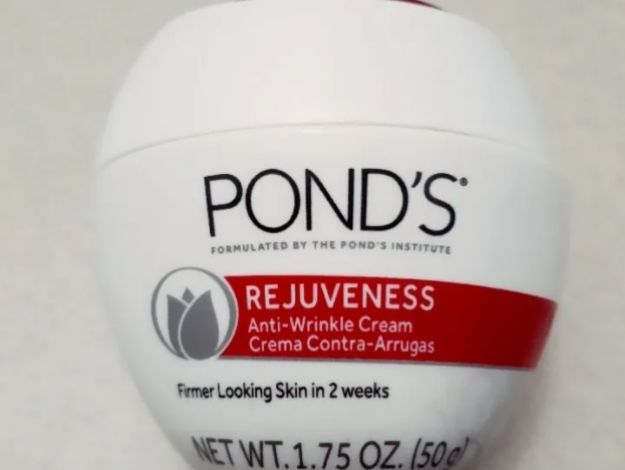 POND'S®
FORMULATED BY THE POND'S INSTITUTE
REJUVENESS
Anti-Wrinkle Cream
Crema Contra-Arrugas
Firmer Looking Skin in 2 weeks
NET WT. 1.75 OZ. (50g)